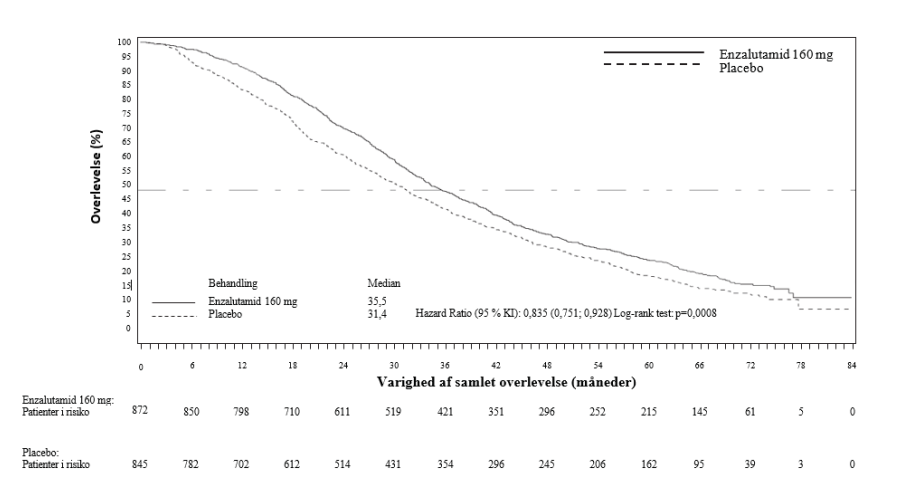 100
95
90
85
80
75
70
65
60
55
50
45
40
35
30
25
20
15
10
5
0
Overlevelse (%)
Enzalutamid 160 mg
Placebo
Behandling Median
Enzalutamid 160 mg 35,5
Placebo 31,4 Hazard Ratio (95 % KI): 0,835 (0,751; 0,928) Log-rank test: p=0,0008
0 6 12 18 24 30 36 42 48 54 60 66 72 78 84
Varighed af samlet overlevelse (måneder)
Enzalutamid 160 mg:
Patienter i risiko 872 850 798 710 611 519 421 351 296 252 215 145 61 5 0
Placebo:
Patienter i risiko 845 782 702 612 514 431 354 296 245 206 162 95 39 3 0